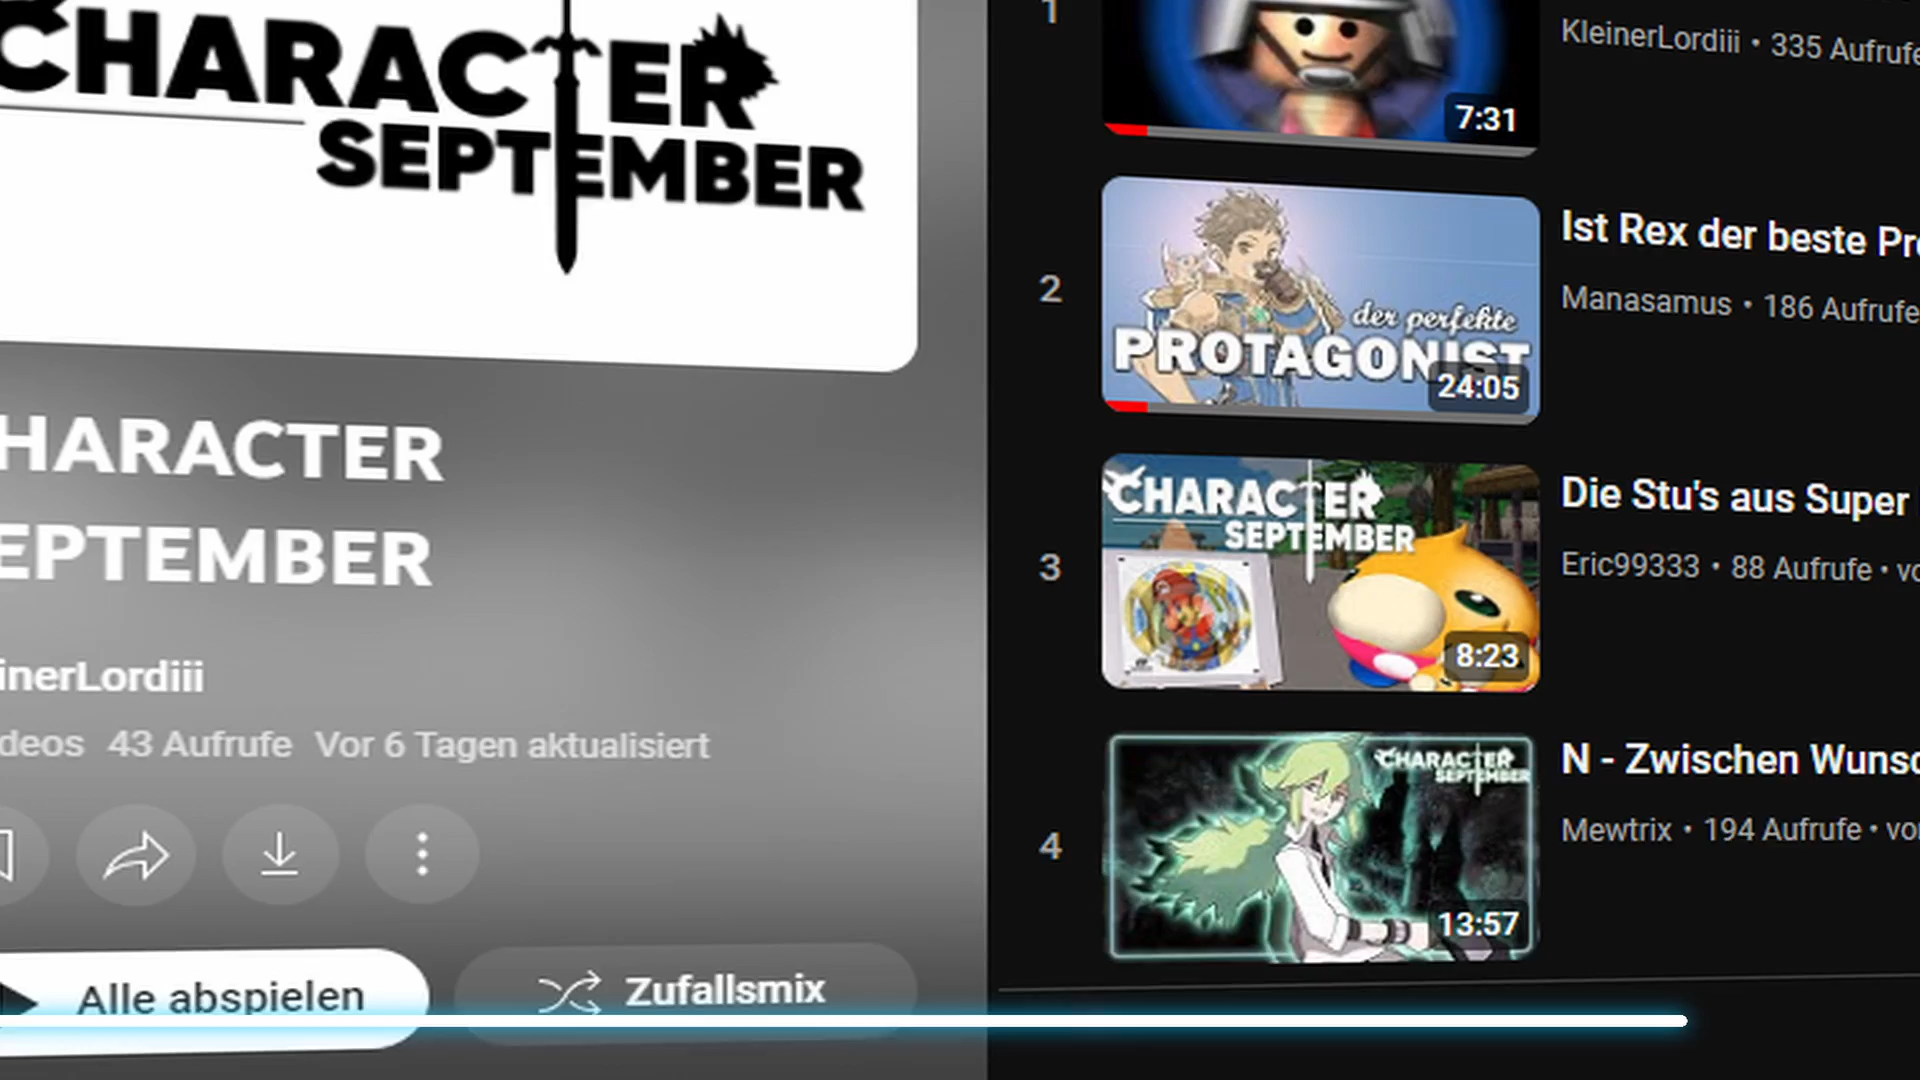 CHARACTER
SEPTEMBER
HARACTER
EPTEMBER
inerLordiii
deos 43 Aufrufe Vor 6 Tagen aktualisiert
Alle abspielen
Zufallsmix
1
7:31
KleinerLordiii • 335 Aufrufe
2
der perfekte
PROTAGONIST
24:05
Ist Rex der beste Pr
Manasamus • 186 Aufrufe
3
CHARACTER
SEPTEMBER
8:23
Die Stu's aus Super
Eric99333 • 88 Aufrufe • vo
4
CHARACTER
SEPTEMBER
13:57
N - Zwischen Wunsc
Mewtrix • 194 Aufrufe • vor